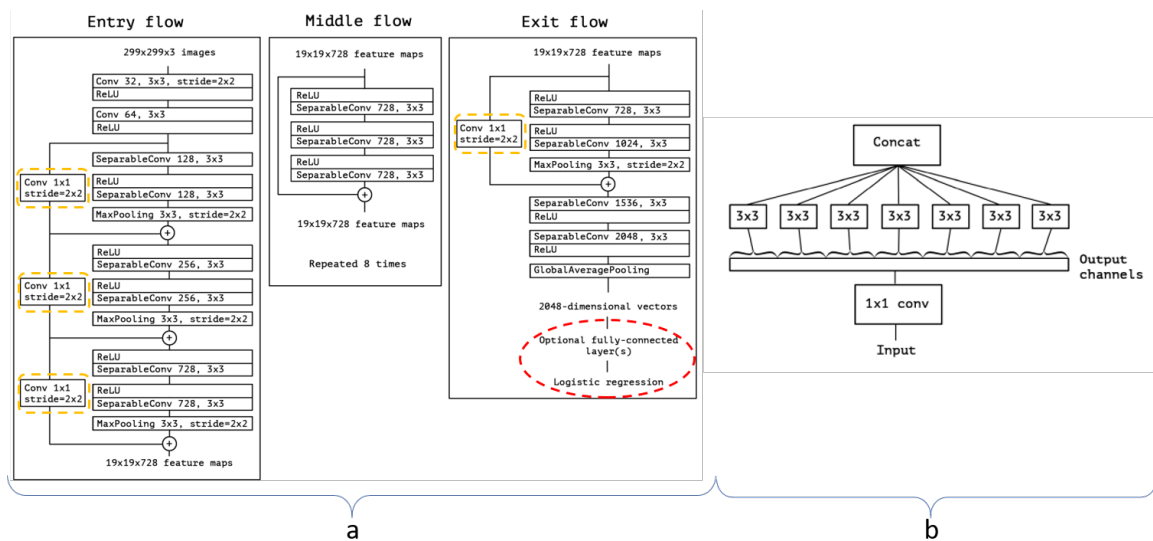 Entry flow
299x299x3 images
Conv 32, 3x3, stride=2x2
ReLU
Conv 64, 3x3
ReLU
SeparableConv 128, 3x3
Conv 1x1
stride=2x2
ReLU
SeparableConv 128, 3x3
MaxPooling 3x3, stride=2x2
+
ReLU
SeparableConv 256, 3x3
Conv 1x1
stride=2x2
ReLU
SeparableConv 256, 3x3
MaxPooling 3x3, stride=2x2
+
ReLU
SeparableConv 728, 3x3
Conv 1x1
stride=2x2
ReLU
SeparableConv 728, 3x3
MaxPooling 3x3, stride=2x2
+
19x19x728 feature maps
Middle flow
19x19x728 feature maps
ReLU
SeparableConv 728, 3x3
ReLU
SeparableConv 728, 3x3
ReLU
SeparableConv 728, 3x3
+
19x19x728 feature maps
Repeated 8 times
Exit flow
19x19x728 feature maps
ReLU
SeparableConv 728, 3x3
Conv 1x1
stride=2x2
ReLU
SeparableConv 1024, 3x3
MaxPooling 3x3, stride=2x2
+
SeparableConv 1536, 3x3
ReLU
SeparableConv 2048, 3x3
ReLU
GlobalAveragePooling
2048-dimensional vectors
Optional fully-connected
layer(s)
Logistic regression
a
Concat
3x3 3x3 3x3 3x3 3x3 3x3 3x3
Output
channels
1x1 conv
Input
b